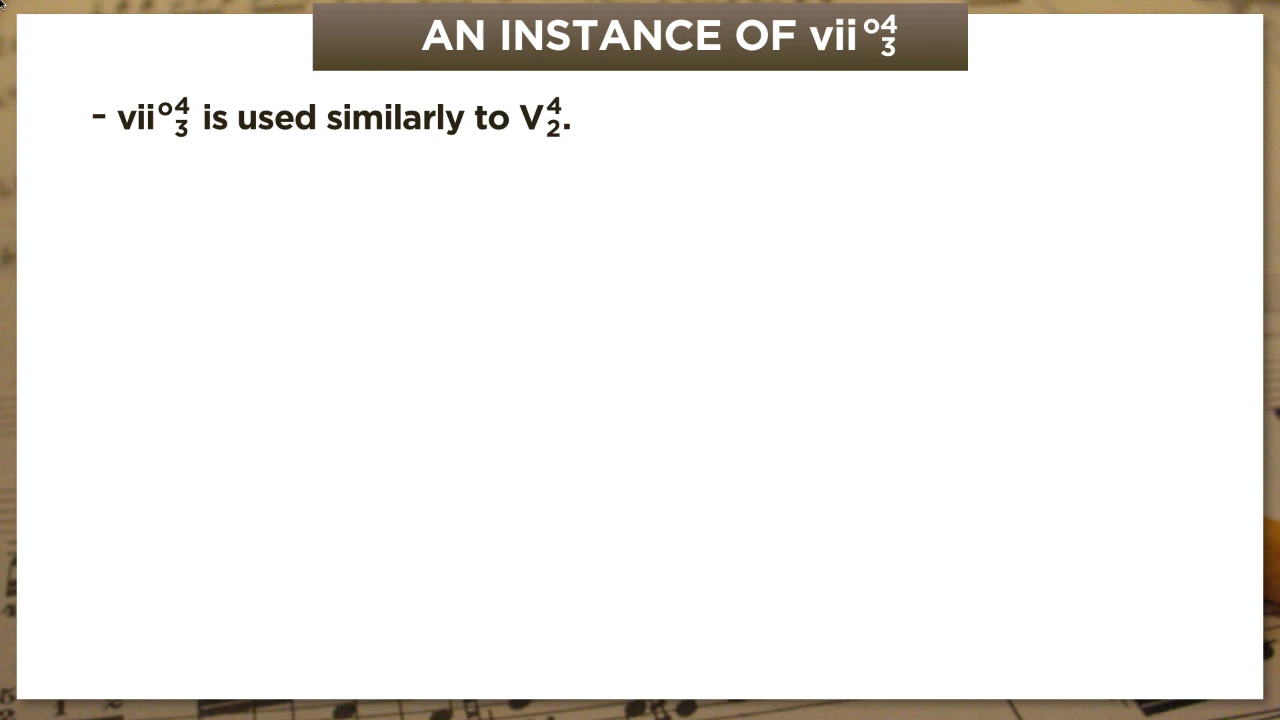 AN INSTANCE OF vii°4/3
- vii°4/3 is used similarly to V4/2.